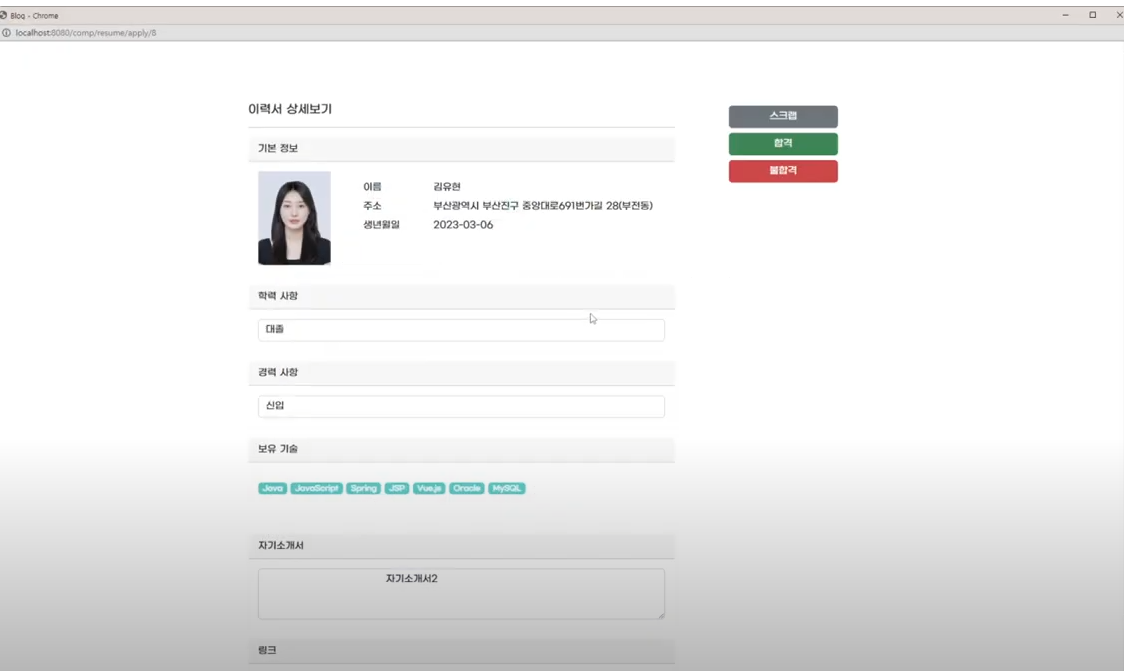 Bloq - Chrome
localhost:8080/comp/resume/apply/8
이력서 상세보기
스크랩
합격
불합격
기본 정보
이름 김유현
주소 부산광역시 부산진구 중앙대로691번가길 28(부전동)
생년월일 2023-03-06
학력 사항
대졸
경력 사항
신입
보유 기술
Java JavaScript Spring JSP Vue.js Oracle MySQL
자기소개서
자기소개서2
링크